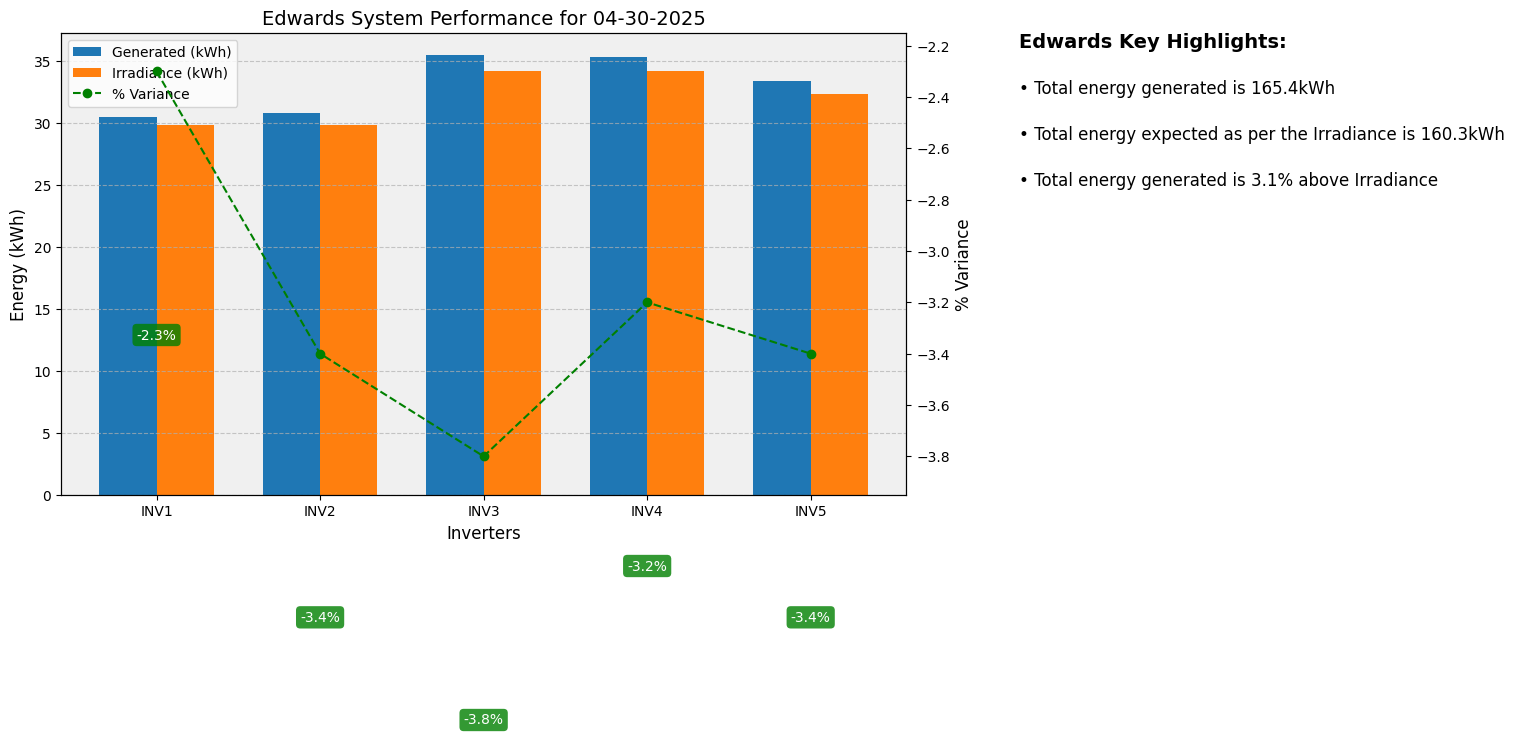 Edwards System Performance for 04-30-2025
Generated (kWh)
Irradiance (kWh)
% Variance
Energy (kWh)
35
30
25
20
15
10
5
0
−2.2
−2.4
−2.6
−2.8
−3.0
−3.2
−3.4
−3.6
−3.8
% Variance
INV1 INV2 INV3 INV4 INV5
Inverters
-2.3%
-3.4%
-3.8%
-3.2%
-3.4%
Edwards Key Highlights:
• Total energy generated is 165.4kWh
• Total energy expected as per the Irradiance is 160.3kWh
• Total energy generated is 3.1% above Irradiance